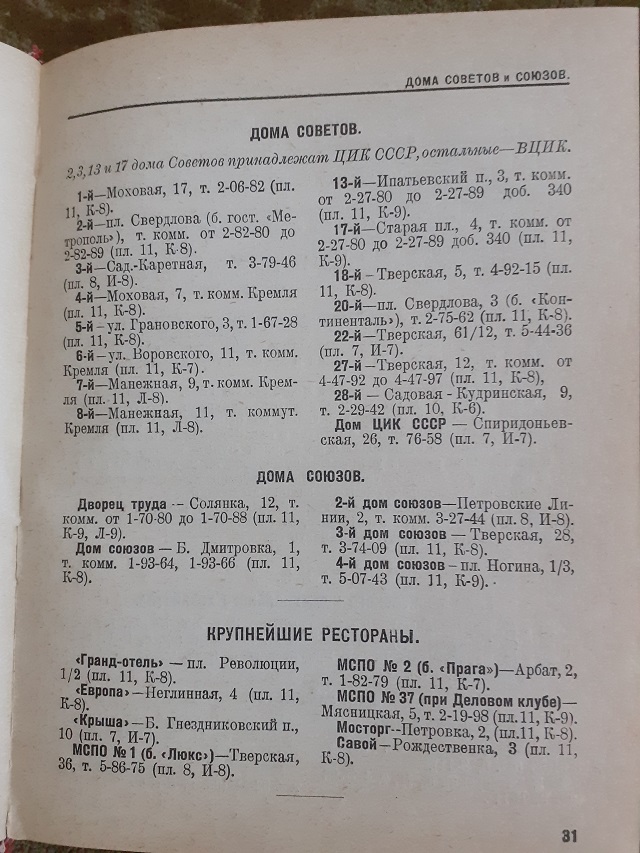 ДОМА СОВЕТОВ и СОЮЗОВ.
ДОМА СОВЕТОВ.
2, 3, 13 и 17 дома Советов принадлежат ЦИК СССР, остальные—ВЦИК.
1-й—Моховая, 17, т. 2-06-82 (пл.
11, К-8).
2-й—пл. Свердлова (б. гост. «Ме-
трополь»), т. комм. от 2-82-80 до
2-82-89 (пл. 11, К-8).
3-й—Сад.-Каретная, т. 3-79-46
(пл. 8, И-8).
4-й—Моховая, 7, т. комм. Кремля
(пл. 11, К-8).
5-й—ул. Грановского, 3, т. 1-67-28
(пл. 11, К-8).
6-й—ул. Воровского, 11, т. комм.
Кремля (пл. 11, К-7).
7-й—Манежная, 9, т. комм. Крем-
ля (пл. 11, Л-8).
8-й—Манежная, 11, т. коммут.
Кремля (пл. 11, Л-8).
13-й—Ипатьевский п., 3, т. комм.
от 2-27-80 до 2-27-89 доб. 340
(пл. 11, К-9).
17-й—Старая пл., 4, т. комм. от
2-27-80 до 2-27-89 доб. 340 (пл. 11,
К-9).
18-й—Тверская, 5, т. 4-92-15 (пл.
11, К-8).
20-й—пл. Свердлова, 3 (б. «Кон-
тиненталь»), т. 2-75-62 (пл. 11, К-8).
22-й—Тверская, 61/12, т. 5-44-36
(пл. 7, И-7).
27-й—Тверская, 12, т. комм. от
4-47-92 до 4-47-97 (пл. 11, К-8),
28-й — Садовая - Кудринская, 9,
т. 2-29-42 (пл. 10, К-6).
Дом ЦИК СССР — Спиридоньев-
ская, 26, т. 76-58 (пл. 7, И-7).
ДОМА СОЮЗОВ.
Дворец труда — Солянка, 12, т.
комм. от 1-70-80 до 1-70-88 (пл. 11,
К-9, Л-9).
Дом союзов — Б. Дмитровка, 1,
т. комм. 1-93-64, 1-93-66 (пл. 11,
К-8).
2-й дом союзов—Петровские Ли-
нии, 2, т. комм. 3-27-44 (пл. 8, И-8).
3-й дом союзов — Тверская, 28,
т. 3-74-09 (пл. 11, К-8).
4-й дом союзов — пл. Ногина, 1/3,
т. 5-07-43 (пл. 11, К-9).
КРУПНЕЙШИЕ РЕСТОРАНЫ.
«Гранд-отель» — пл. Революции,
1/2 (пл. 11, К-8).
«Европа»—Неглинная, 4 (пл. 11,
К-8).
«Крыша»—Б. Гнездниковский п.,
10 (пл. 7, И-7).
МСПО № 1 (б. «Люкс»)—Тверская,
36, т. 5-86-75 (пл. 8, И-8).
МСПО № 2 (б. «Прага»)—Арбат, 2,
т. 1-82-79 (пл. 11, К-7).
МСПО № 37 (при Деловом клубе)—
Мясницкая, 5, т. 2-19-98 (пл. 11, К-9).
Мосторг—Петровка, 2, (пл. 11, К-8).
Савой—Рождественка, 3 (пл. 11,
К-8).
31